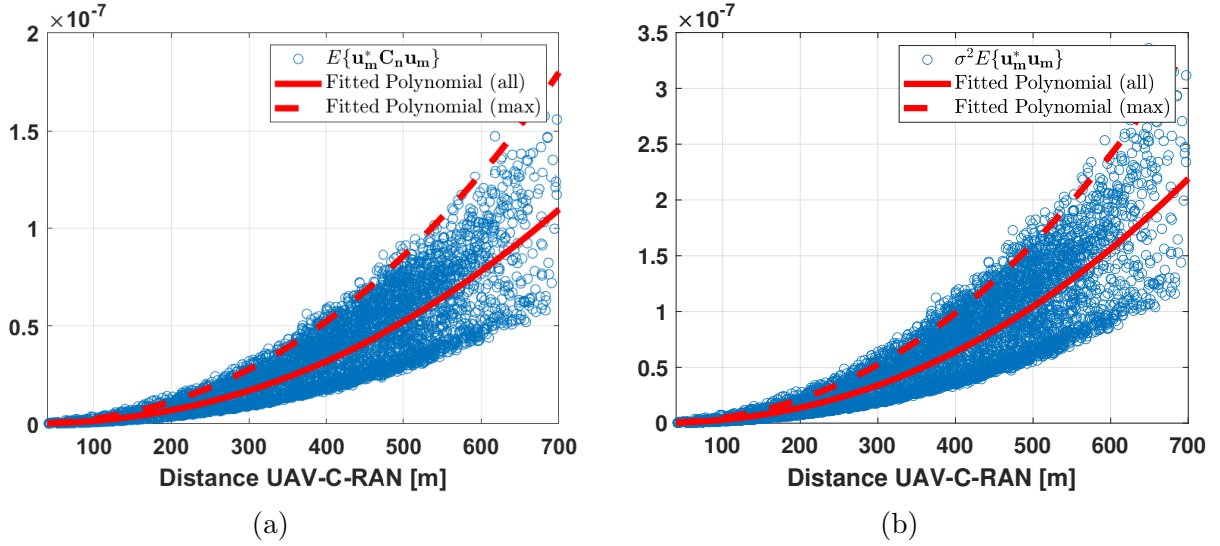 ×10⁻⁷
2
1.5
1
0.5
0
100 200 300 400 500 600 700
Distance UAV-C-RAN [m]
E{u*ₘCₙuₘ}
Fitted Polynomial (all)
Fitted Polynomial (max)
(a)
×10⁻⁷
3.5
3
2.5
2
1.5
1
0.5
0
100 200 300 400 500 600 700
Distance UAV-C-RAN [m]
σ²E{u*ₘuₘ}
Fitted Polynomial (all)
Fitted Polynomial (max)
(b)